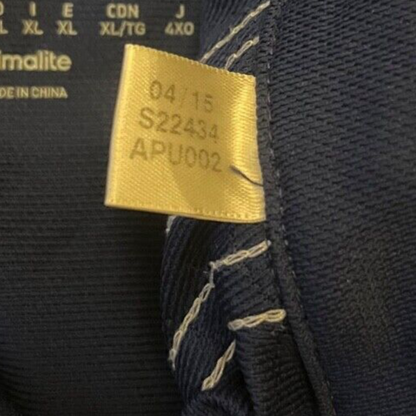 I E CDN J
XL XL XL/TG 4XO
imalite
DE IN CHINA
04/15
S22434
APU002